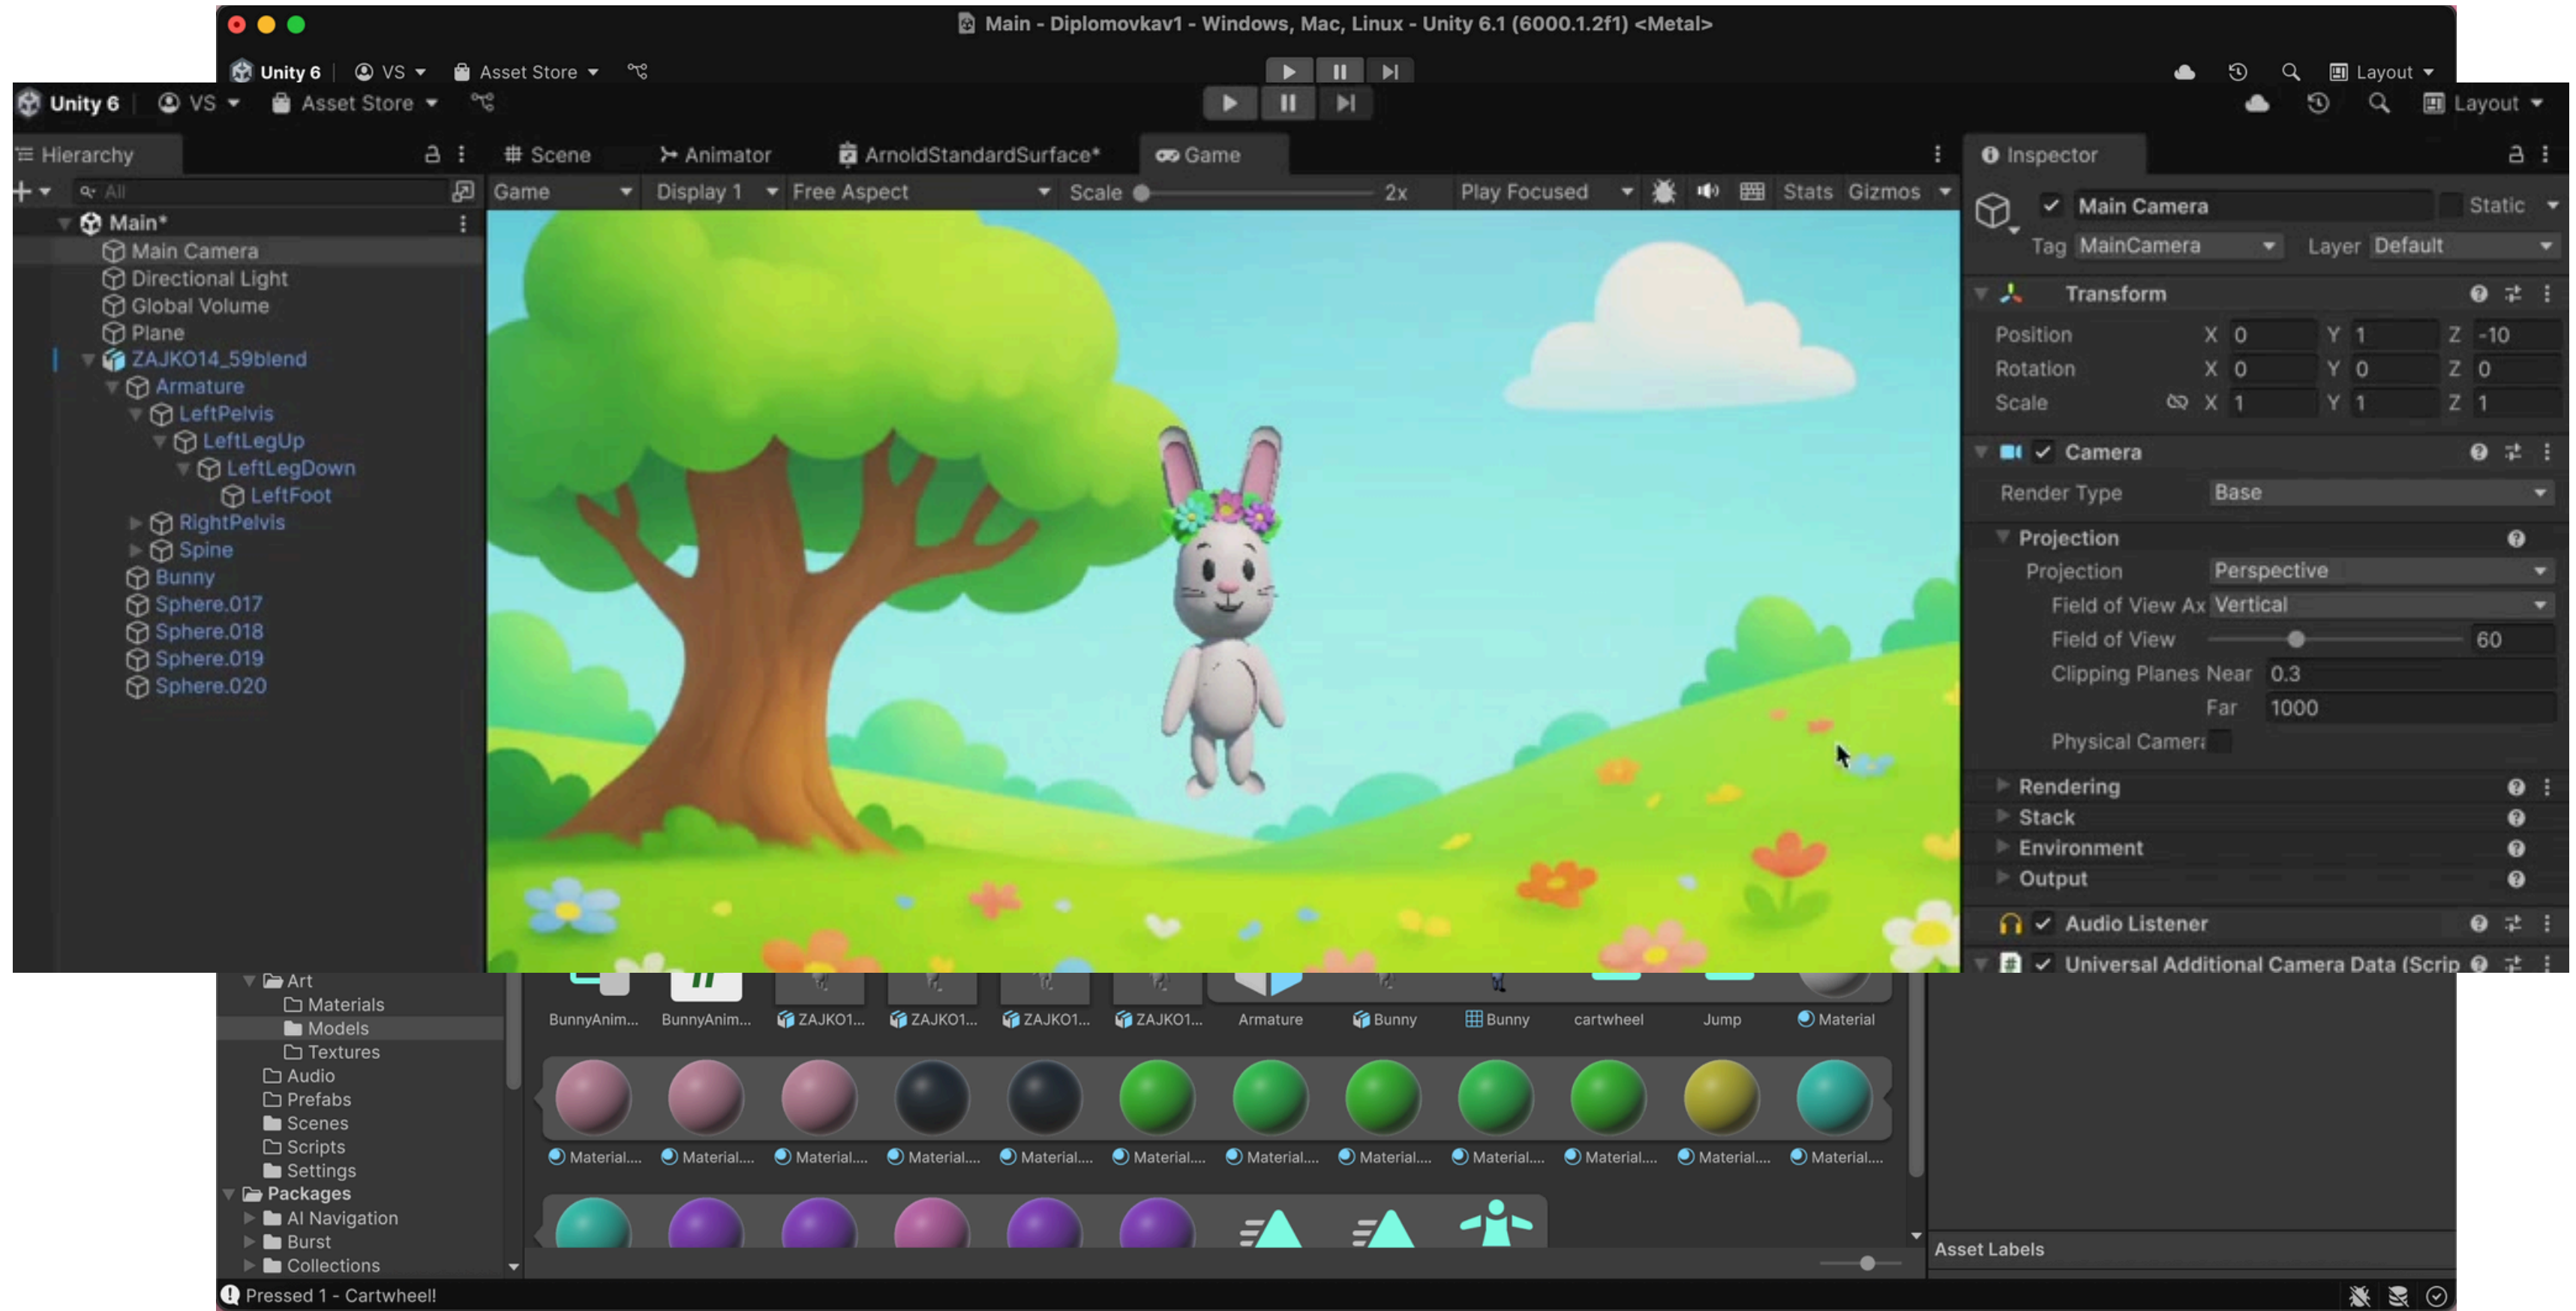 Main - Diplomovkav1 - Windows, Mac, Linux - Unity 6.1 (6000.1.2f1) <Metal>
Unity 6 VS Asset Store Layout
Unity 6 VS Asset Store Layout
Hierarchy
All
Main*
Main Camera
Directional Light
Global Volume
Plane
ZAJKO14_59blend
Armature
LeftPelvis
LeftLegUp
LeftLegDown
LeftFoot
RightPelvis
Spine
Bunny
Sphere.017
Sphere.018
Sphere.019
Sphere.020
Scene Animator ArnoldStandardSurface* Game
Game Display 1 Free Aspect Scale 2x Play Focused Stats Gizmos
Inspector
Main Camera Static
Tag MainCamera Layer Default
Transform
Position X 0 Y 1 Z -10
Rotation X 0 Y 0 Z 0
Scale X 1 Y 1 Z 1
Camera
Render Type Base
Projection
Projection Perspective
Field of View Ax Vertical
Field of View 60
Clipping Planes Near 0.3
Far 1000
Physical Camera
Rendering
Stack
Environment
Output
Audio Listener
Universal Additional Camera Data (Scrip
Art
Materials
Models
Textures
Audio
Prefabs
Scenes
Scripts
Settings
Packages
AI Navigation
Burst
Collections
BunnyAnim... BunnyAnim... ZAJKO1... ZAJKO1... ZAJKO1... ZAJKO1... Armature Bunny Bunny cartwheel Jump Material
Material.... Material.... Material.... Material.... Material.... Material.... Material.... Material.... Material.... Material.... Material.... Material....
Asset Labels
Pressed 1 - Cartwheel!